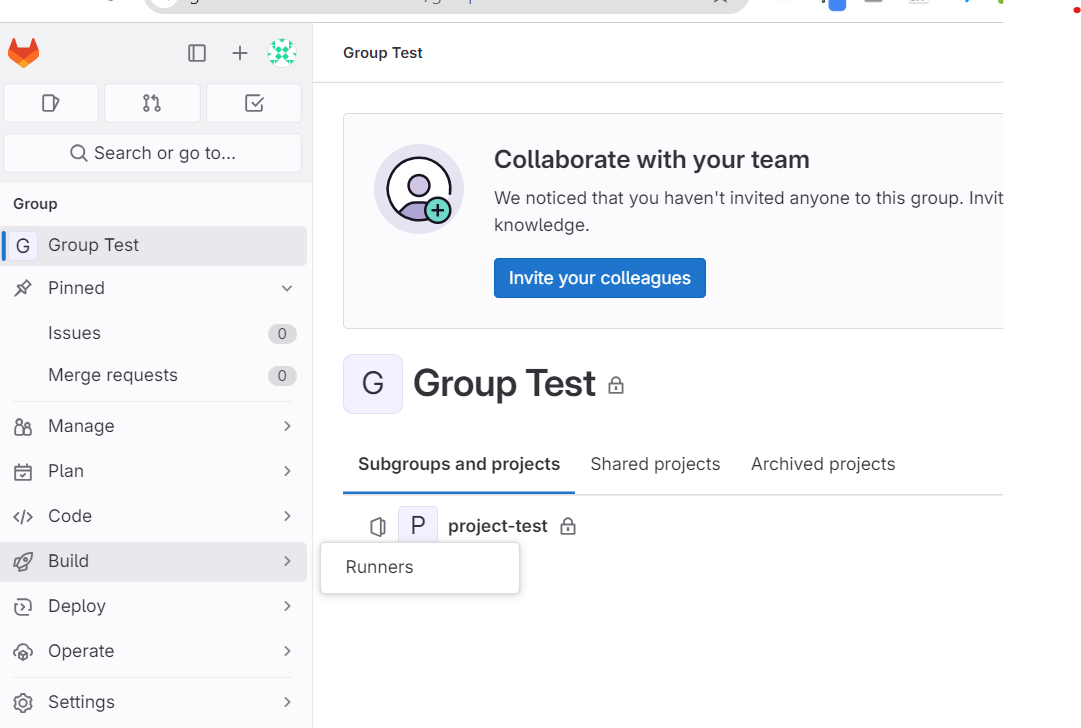 Group Test
Search or go to...
Group
G Group Test
Pinned
Issues 0
Merge requests 0
Manage
Plan
Code
Build
Deploy
Operate
Settings
Collaborate with your team
We noticed that you haven't invited anyone to this group. Invit
knowledge.
Invite your colleagues
G Group Test
Subgroups and projects Shared projects Archived projects
P project-test
Runners